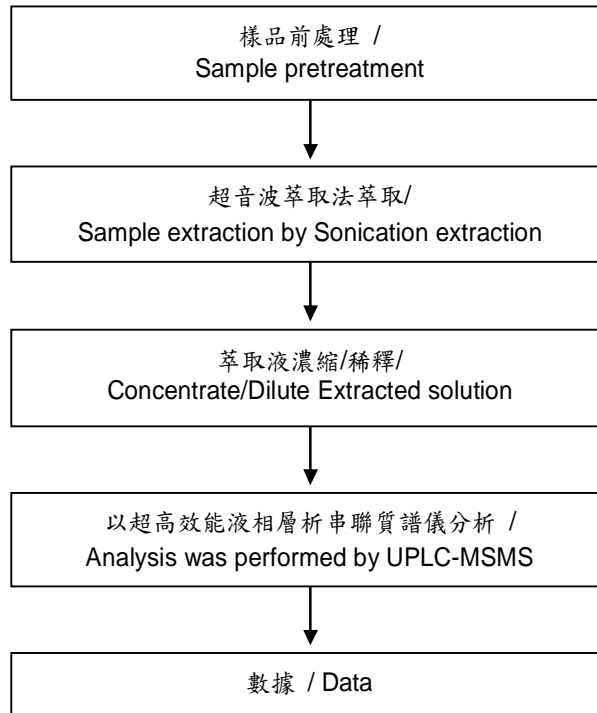 樣品前處理 /
Sample pretreatment
超音波萃取法萃取/
Sample extraction by Sonication extraction
萃取液濃縮/稀釋/
Concentrate/Dilute Extracted solution
以超高效能液相層析串聯質譜儀分析 /
Analysis was performed by UPLC-MSMS
數據 / Data